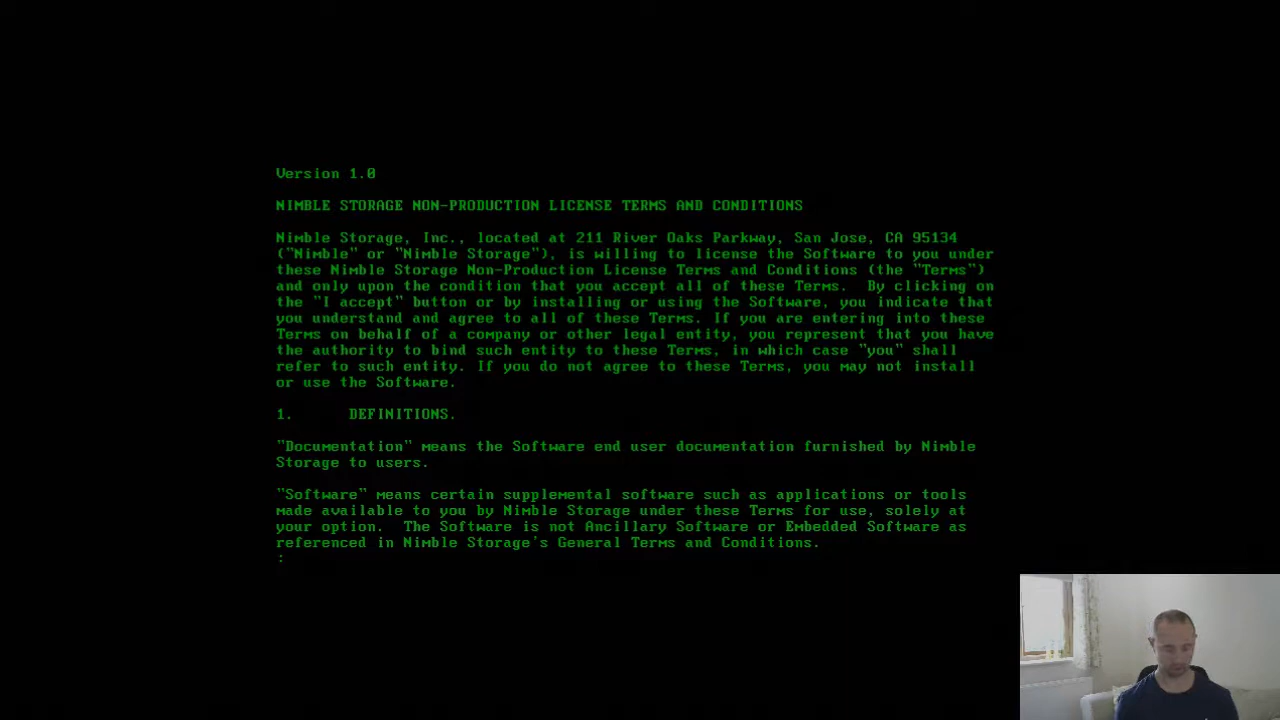 Version 1.0
NIMBLE STORAGE NON-PRODUCTION LICENSE TERMS AND CONDITIONS
Nimble Storage, Inc., located at 211 River Oaks Parkway, San Jose, CA 95134
("Nimble" or "Nimble Storage"), is willing to license the Software to you under
these Nimble Storage Non-Production License Terms and Conditions (the "Terms")
and only upon the condition that you accept all of these Terms.  By clicking on
the "I accept" button or by installing or using the Software, you indicate that
you understand and agree to all of these Terms. If you are entering into these
Terms on behalf of a company or other legal entity, you represent that you have
the authority to bind such entity to these Terms, in which case "you" shall
refer to such entity. If you do not agree to these Terms, you may not install
or use the Software.
1.      DEFINITIONS.
"Documentation" means the Software end user documentation furnished by Nimble
Storage to users.
"Software" means certain supplemental software such as applications or tools
made available to you by Nimble Storage under these Terms for use, solely at
your option.  The Software is not Ancillary Software or Embedded Software as
referenced in Nimble Storage's General Terms and Conditions.
: